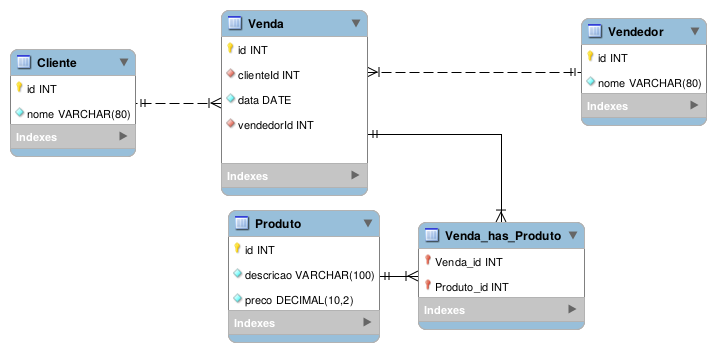 Cliente
id INT
nome VARCHAR(80)
Indexes
Venda
id INT
clienteId INT
data DATE
vendedorId INT
Indexes
Vendedor
id INT
nome VARCHAR(80)
Indexes
Produto
id INT
descricao VARCHAR(100)
preco DECIMAL(10,2)
Indexes
Venda_has_Produto
Venda_id INT
Produto_id INT
Indexes